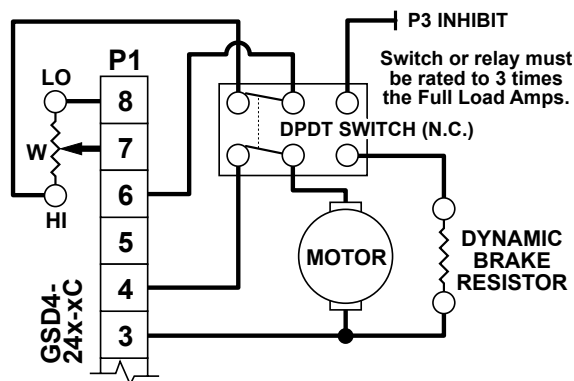 P3 INHIBIT
P1
Switch or relay must
be rated to 3 times
the Full Load Amps.
LO
8
DPDT SWITCH (N.C.)
W
7
6
HI
5
MOTOR
DYNAMIC
BRAKE
RESISTOR
4
GSD4-
24x-xC
3